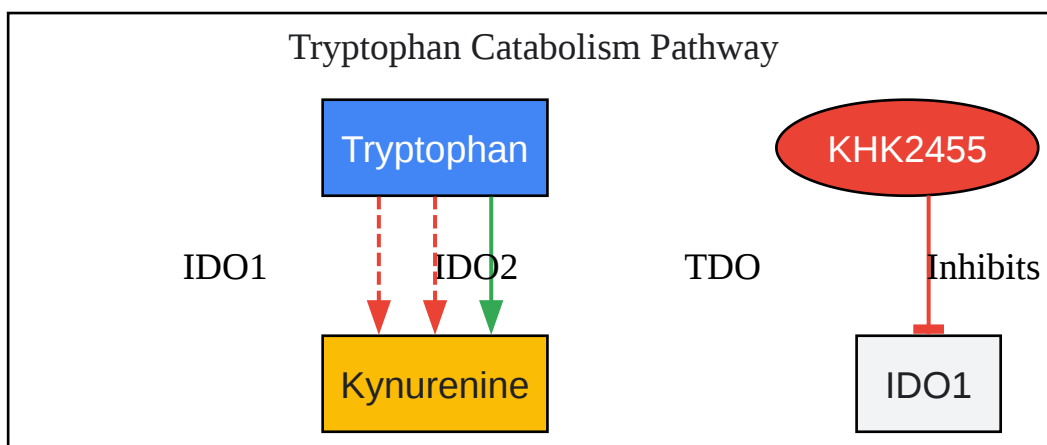 Tryptophan Catabolism Pathway
Tryptophan
KHK2455
IDO1
IDO2
TDO
Inhibits
Kynurenine
IDO1